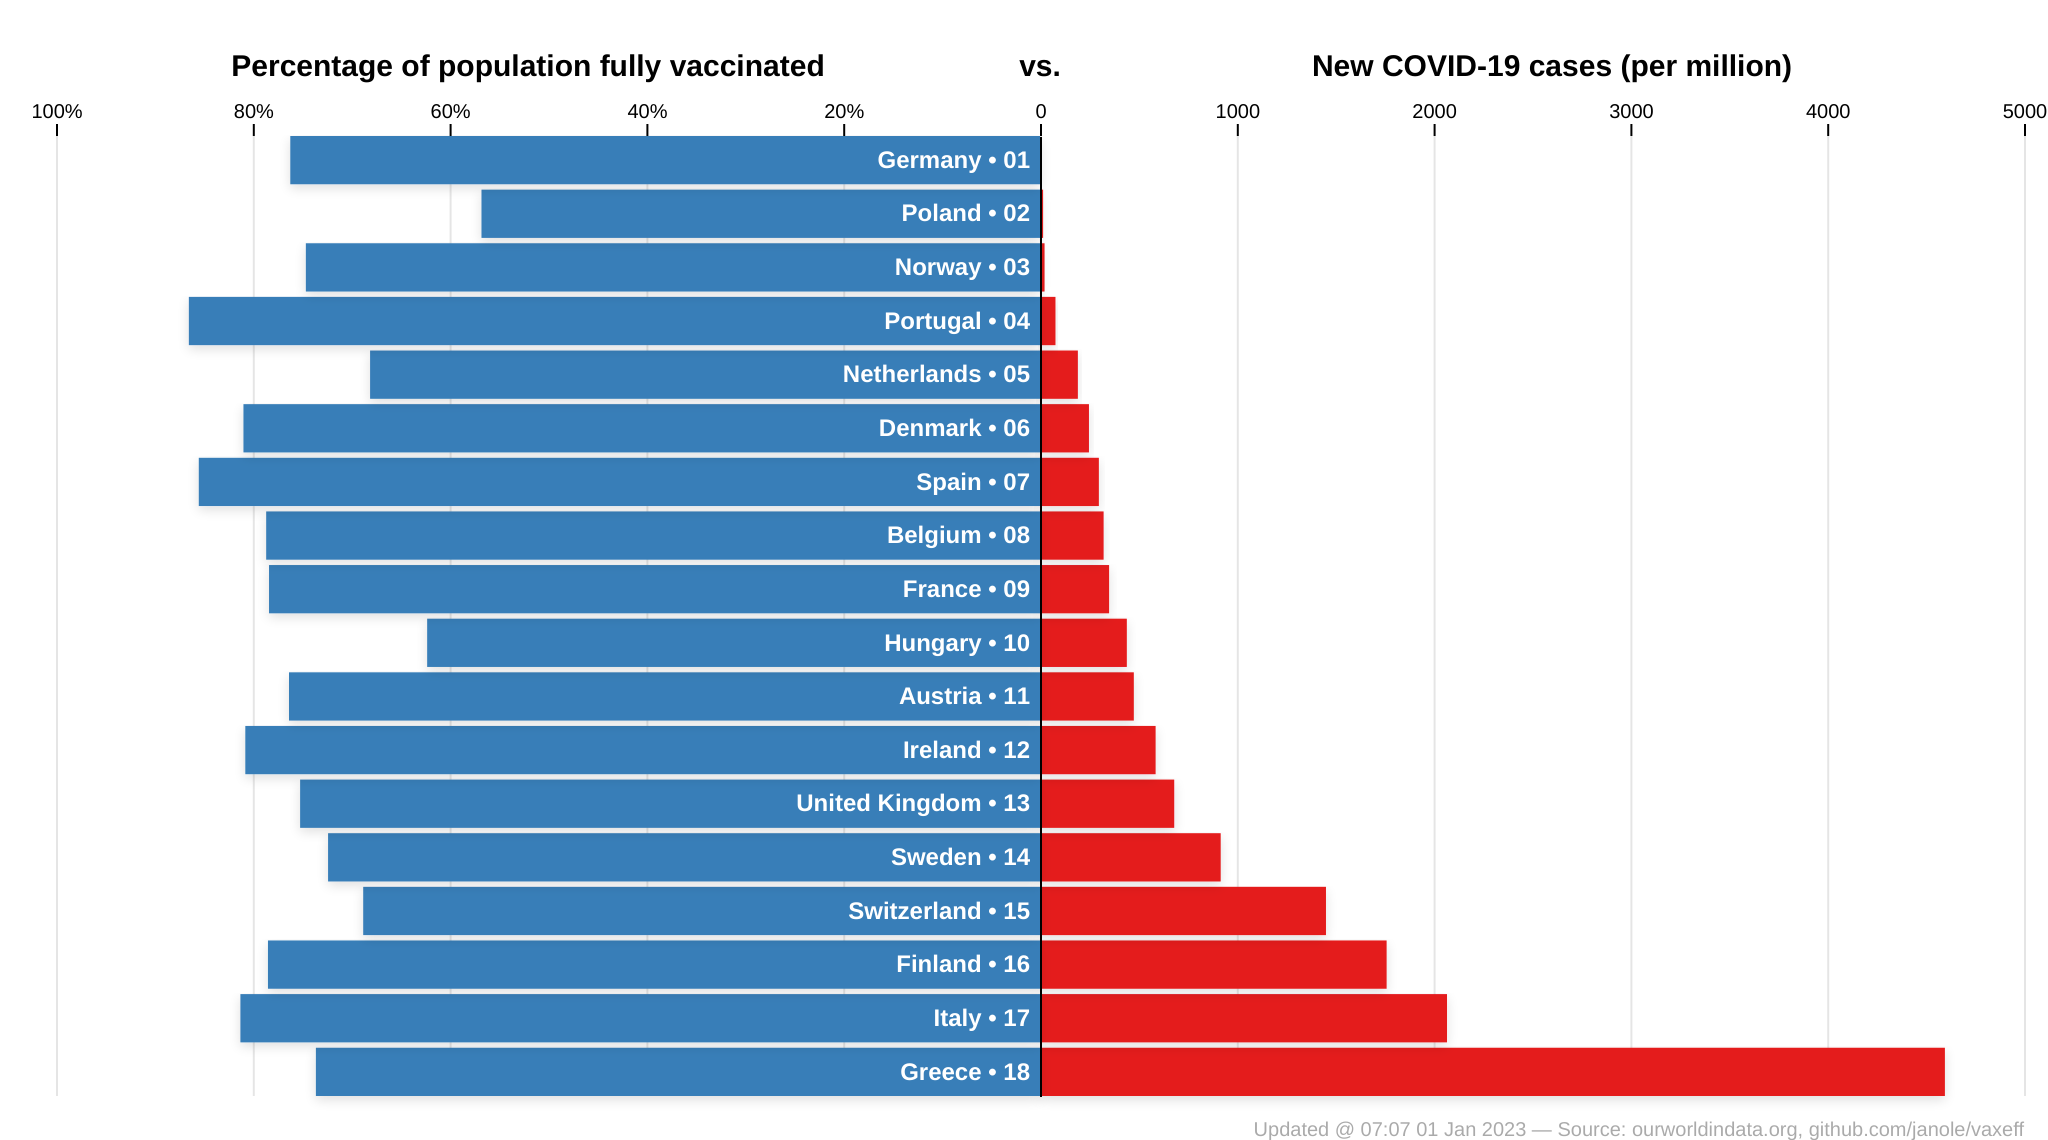 Percentage of population fully vaccinated vs. New COVID-19 cases (per million)
100% 80% 60% 40% 20% 0 1000 2000 3000 4000 5000
Germany • 01
Poland • 02
Norway • 03
Portugal • 04
Netherlands • 05
Denmark • 06
Spain • 07
Belgium • 08
France • 09
Hungary • 10
Austria • 11
Ireland • 12
United Kingdom • 13
Sweden • 14
Switzerland • 15
Finland • 16
Italy • 17
Greece • 18
Updated @ 07:07 01 Jan 2023 — Source: ourworldindata.org, github.com/janole/vaxeff